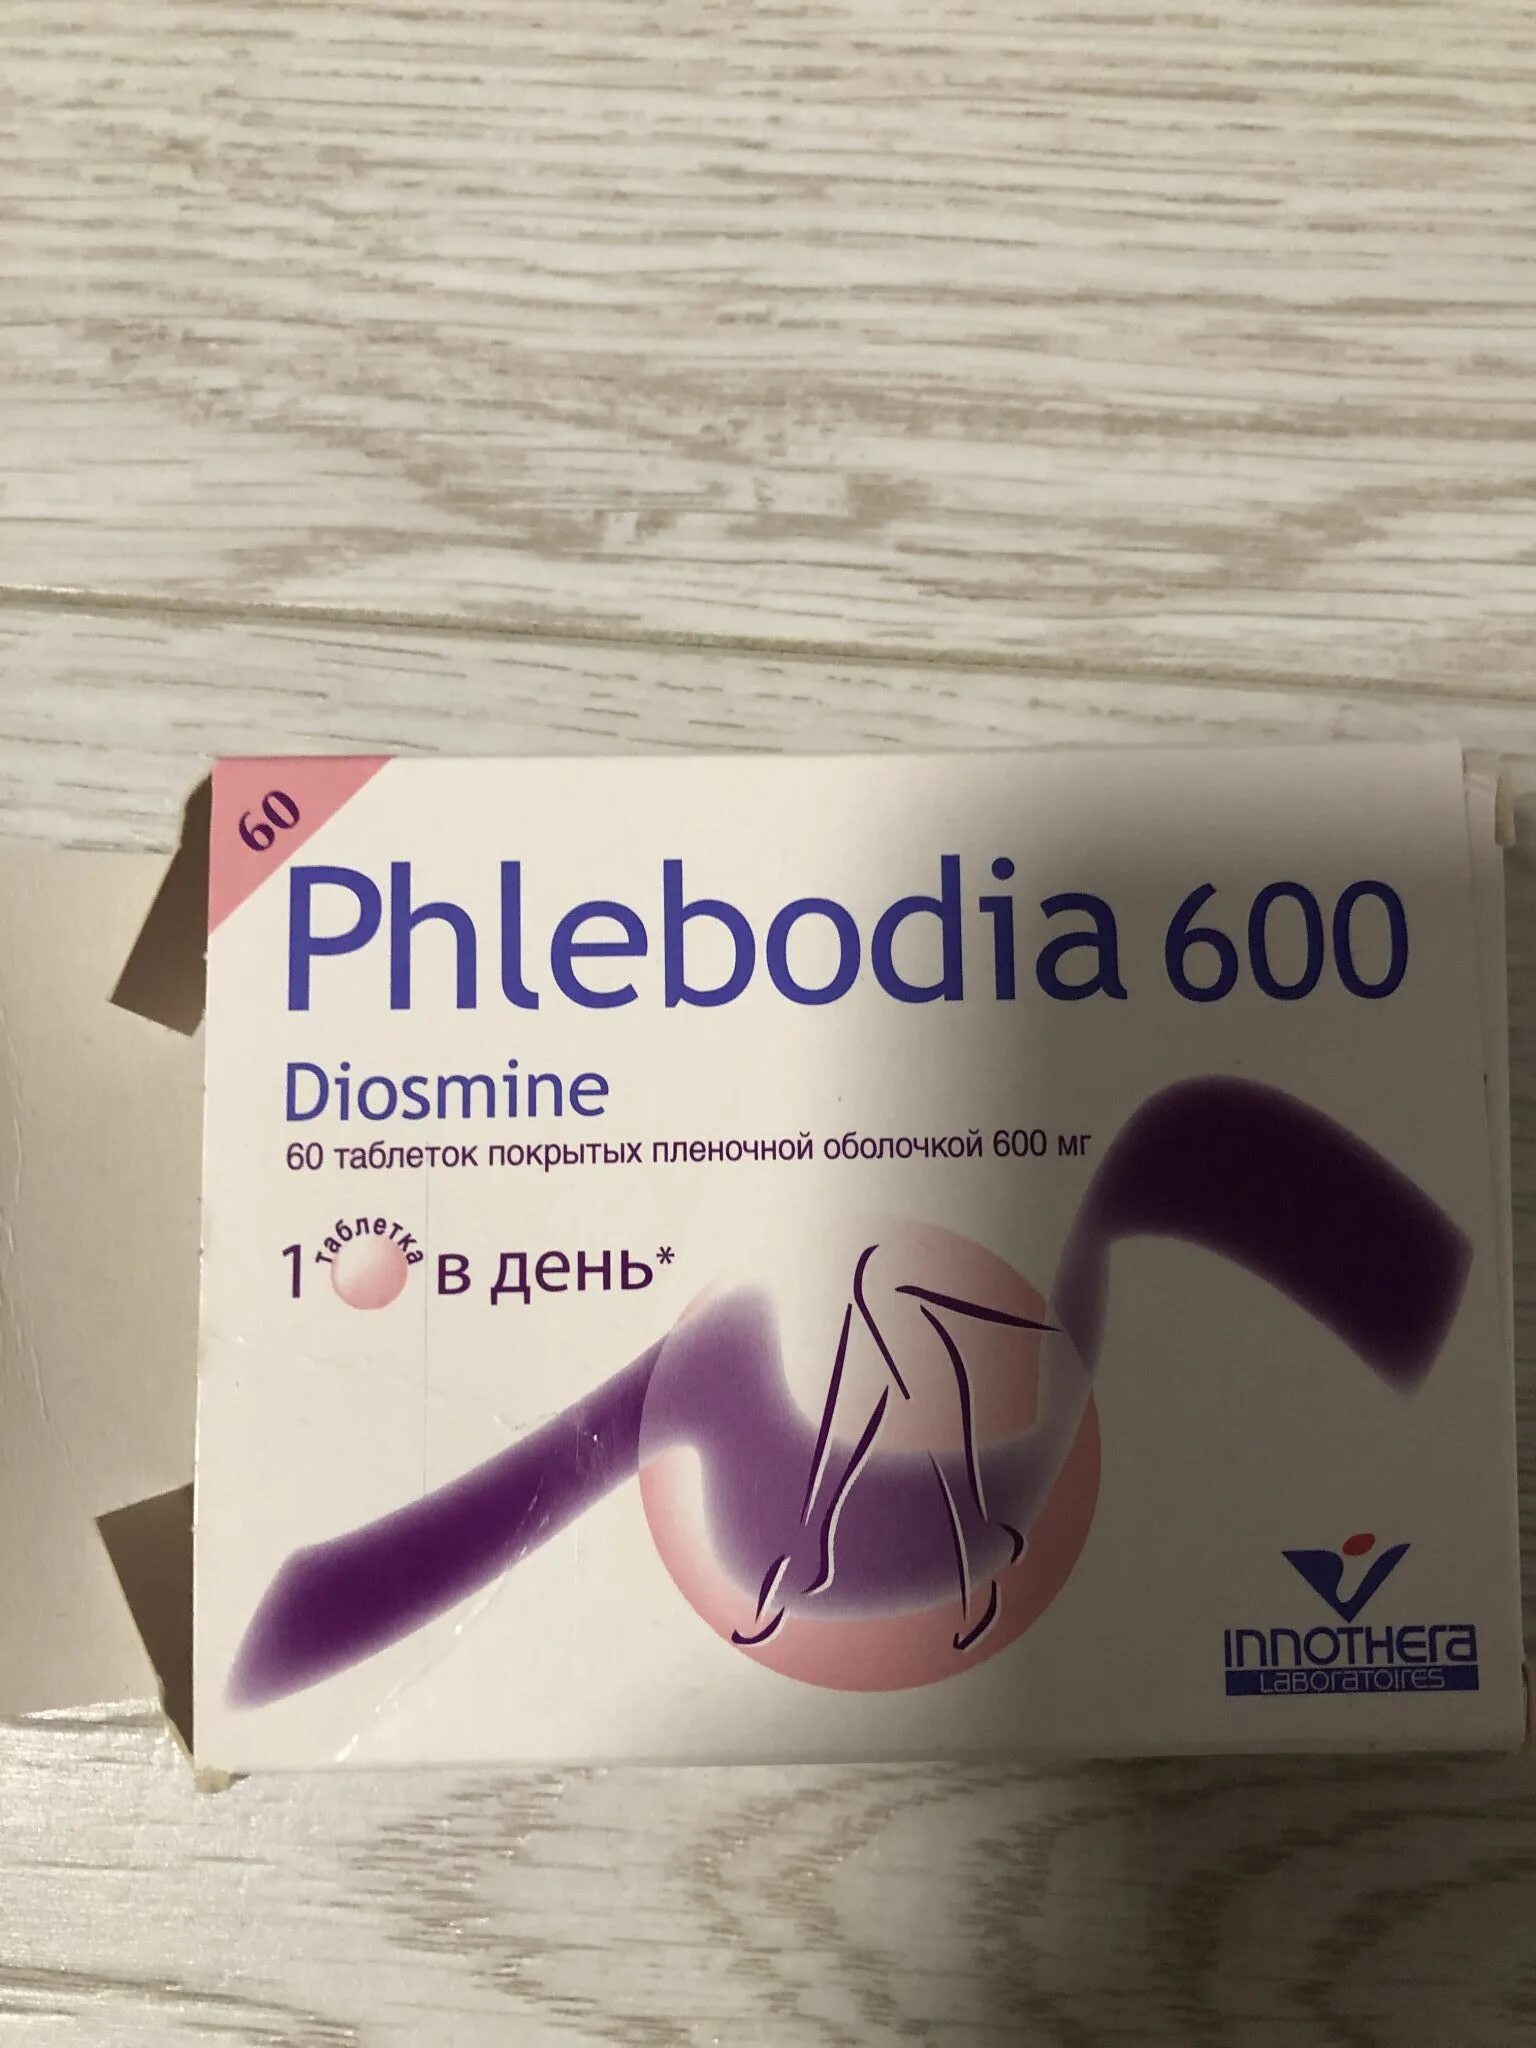 60
Phlebodia 600
Diosmine
60 таблеток покрытых пленочной оболочкой 600 мг
1 таблетка в день*
INNOTHERA
LABORATOIRES